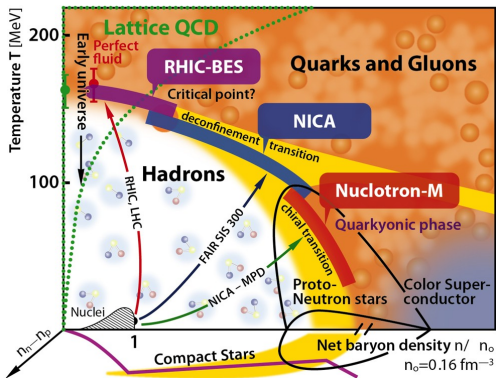 Lattice QCD
200
Temperature T [MeV]
Early universe
Perfect
fluid
RHIC-BES
Quarks and Gluons
Critical point?
NICA
deconfinement transition
Hadrons
100
Nuclotron-M
RHIC, LHC
FAIR SIS 300
chiral transition
Quarkyonic phase
NICA – MPD
Proto-
Neutron stars
Color Super-
conductor
Nuclei
1
Net baryon density n/ n₀
n₀=0.16 fm⁻³
nₙ–nₚ
Compact Stars